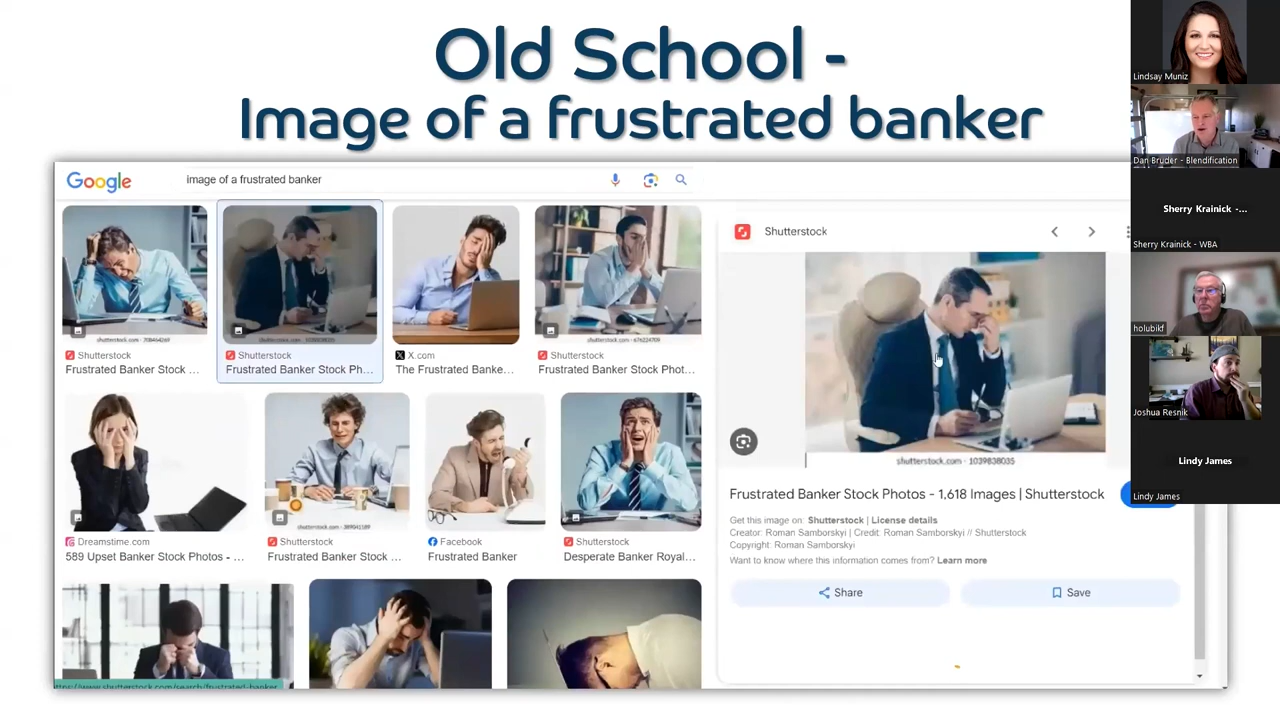 Old School -
Image of a frustrated banker
Google
image of a frustrated banker
Shutterstock
Frustrated Banker Stock ...
Shutterstock
Frustrated Banker Stock Ph...
X.com
The Frustrated Banke...
Shutterstock
Frustrated Banker Stock Phot...
Dreamstime.com
589 Upset Banker Stock Photos - ...
Shutterstock
Frustrated Banker Stock ...
Facebook
Frustrated Banker
Shutterstock
Desperate Banker Royal...
Shutterstock
shutterstock.com · 1039838035
Frustrated Banker Stock Photos - 1,618 Images | Shutterstock
Get this image on: Shutterstock | License details
Creator: Roman Samborskyi | Credit: Roman Samborskyi // Shutterstock
Copyright: Roman Samborskyi
Want to know where this information comes from? Learn more
Share
Save
Lindsay Muniz
Dan Bruder - Blendification
Sherry Krainick -...
Sherry Krainick - WBA
holubikf
Joshua Resnik
Lindy James
Lindy James